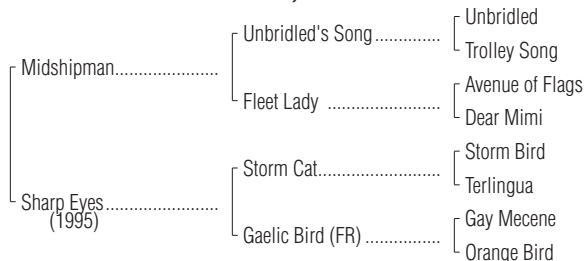 Midshipman......................
Sharp Eyes......................
(1995)
Unbridled's Song..............
Fleet Lady ........................
Storm Cat.........................
Gaelic Bird (FR) ................
Unbridled
Trolley Song
Avenue of Flags
Dear Mimi
Storm Bird
Terlingua
Gay Mecene
Orange Bird